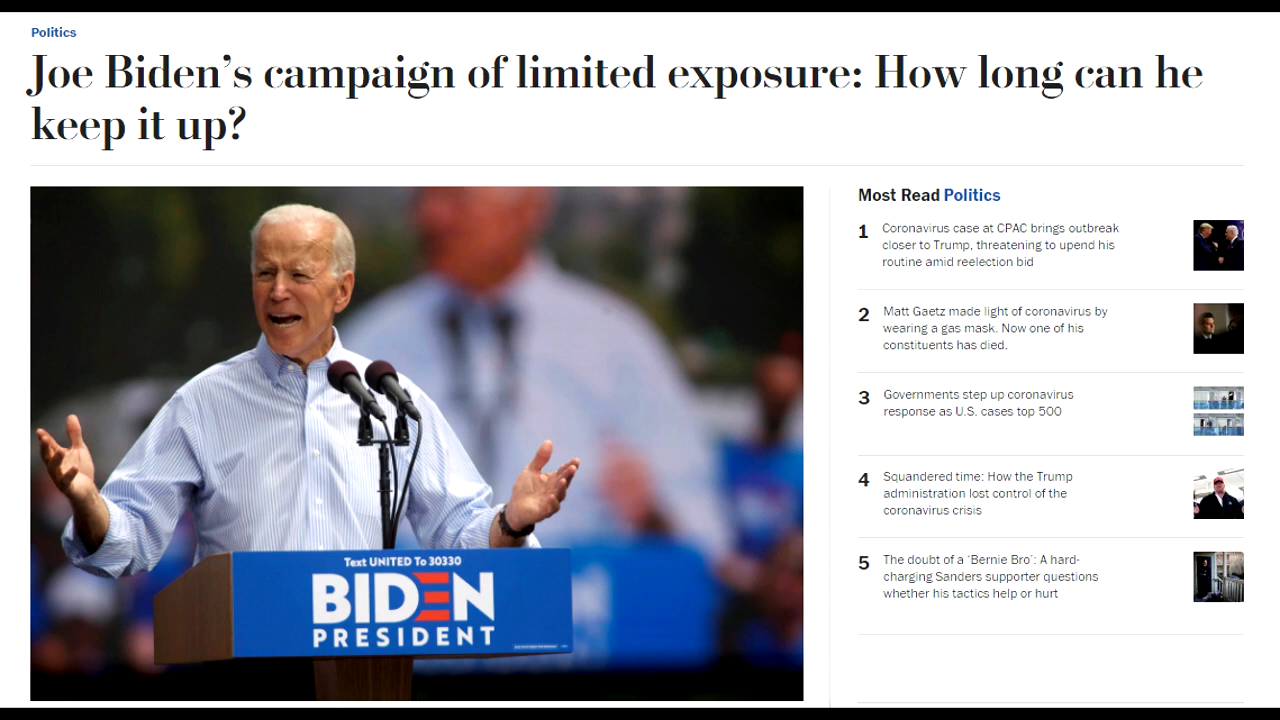 Politics
Joe Biden’s campaign of limited exposure: How long can he
keep it up?
Text UNITED To 30330
BIDEN
PRESIDENT
Most Read Politics
1 Coronavirus case at CPAC brings outbreak
closer to Trump, threatening to upend his
routine amid reelection bid
2 Matt Gaetz made light of coronavirus by
wearing a gas mask. Now one of his
constituents has died.
3 Governments step up coronavirus
response as U.S. cases top 500
4 Squandered time: How the Trump
administration lost control of the
coronavirus crisis
5 The doubt of a ‘Bernie Bro’: A hard-
charging Sanders supporter questions
whether his tactics help or hurt